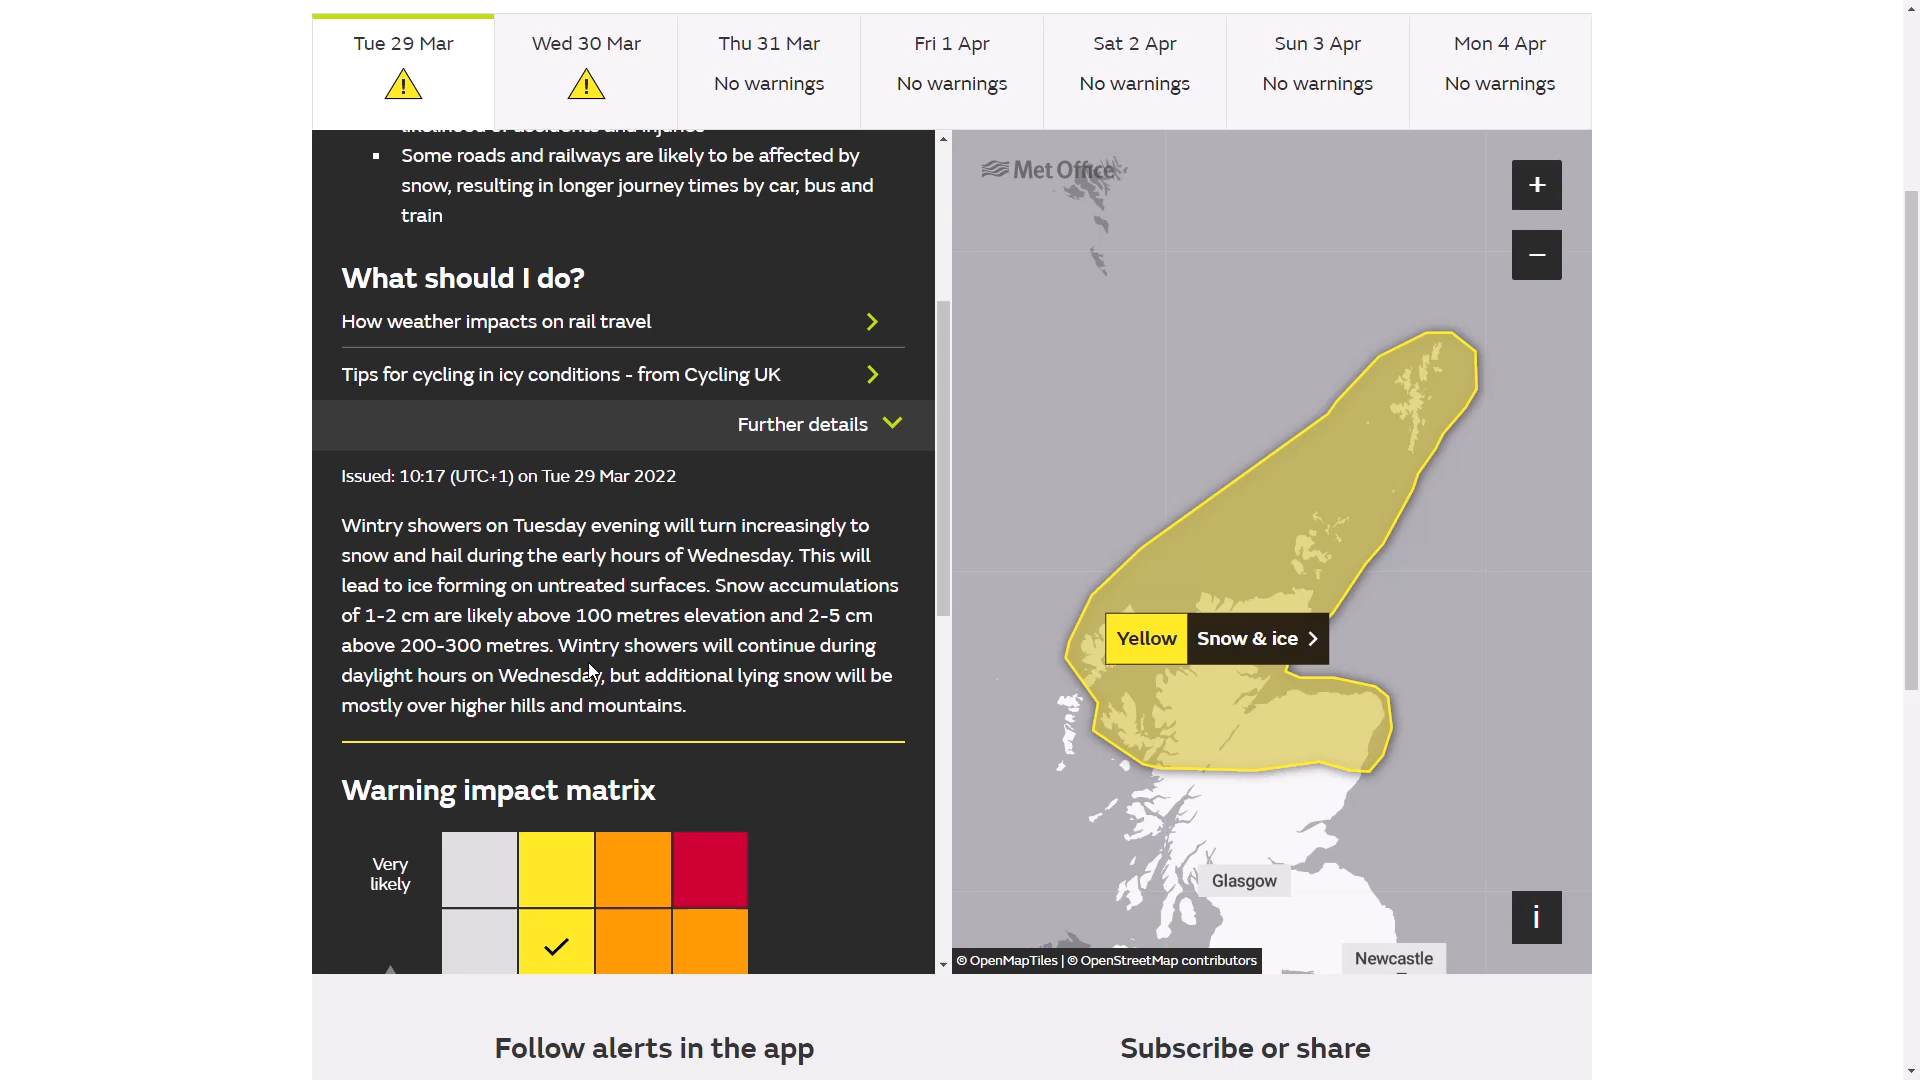 Tue 29 Mar
Wed 30 Mar
Thu 31 Mar
No warnings
Fri 1 Apr
No warnings
Sat 2 Apr
No warnings
Sun 3 Apr
No warnings
Mon 4 Apr
No warnings
likelihood of accidents and injuries
Some roads and railways are likely to be affected by
snow, resulting in longer journey times by car, bus and
train
What should I do?
How weather impacts on rail travel
Tips for cycling in icy conditions - from Cycling UK
Further details
Issued: 10:17 (UTC+1) on Tue 29 Mar 2022
Wintry showers on Tuesday evening will turn increasingly to
snow and hail during the early hours of Wednesday. This will
lead to ice forming on untreated surfaces. Snow accumulations
of 1-2 cm are likely above 100 metres elevation and 2-5 cm
above 200-300 metres. Wintry showers will continue during
daylight hours on Wednesday, but additional lying snow will be
mostly over higher hills and mountains.
Warning impact matrix
Very
likely
Met Office
+
−
Yellow Snow & ice
Glasgow
Newcastle
i
© OpenMapTiles | © OpenStreetMap contributors
Follow alerts in the app
Subscribe or share